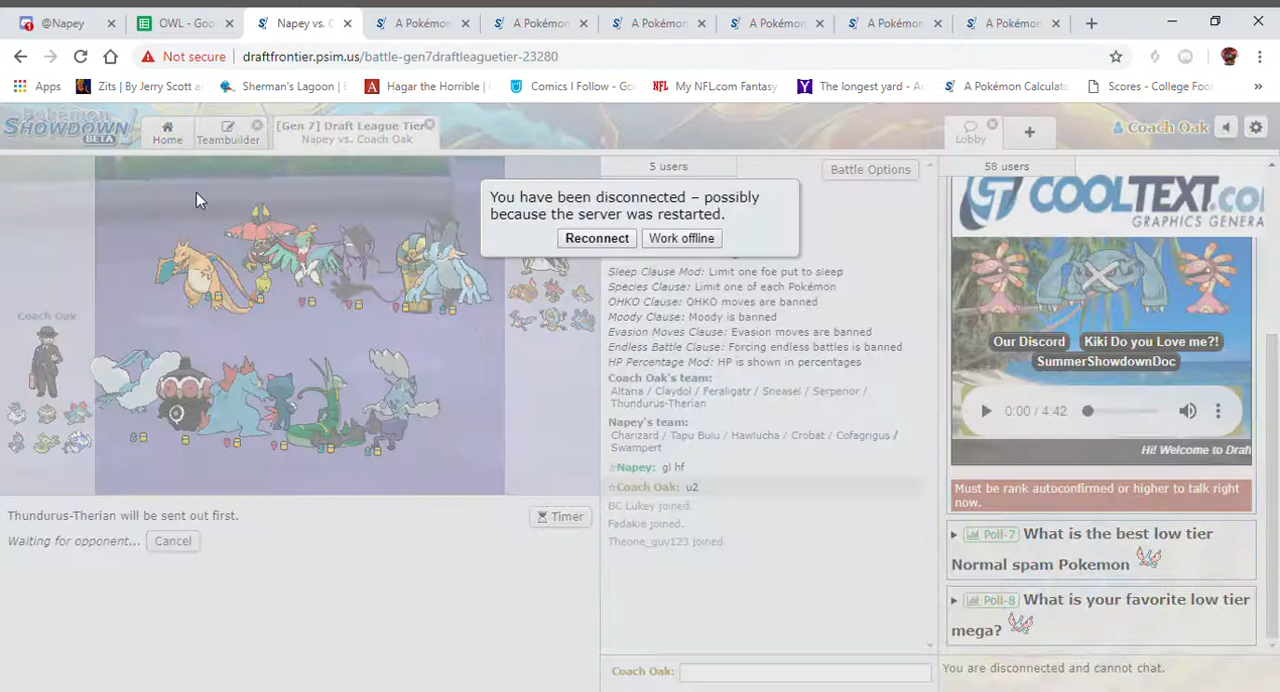 @Napey
OWL - Goo
Napey vs. C
A Pokémon
A Pokémon
A Pokémon
A Pokémon
A Pokémon
A Pokémon
Not secure
draftfrontier.psim.us/battle-gen7draftleaguetier-23280
Apps
Zits | By Jerry Scott an
Sherman's Lagoon | B
Hagar the Horrible |
Comics I Follow - Go
NFL My NFL.com Fantasy
The longest yard - A
A Pokémon Calculato
Scores - College Foo
»
Pokémon
SHOWDOWN
BETA
Home
Teambuilder
[Gen 7] Draft League Tier
Napey vs. Coach Oak
Lobby
Coach Oak
5 users
Battle Options
58 users
You have been disconnected – possibly
because the server was restarted.
Reconnect
Work offline
Coach Oak
Sleep Clause Mod: Limit one foe put to sleep
Species Clause: Limit one of each Pokémon
OHKO Clause: OHKO moves are banned
Moody Clause: Moody is banned
Evasion Moves Clause: Evasion moves are banned
Endless Battle Clause: Forcing endless battles is banned
HP Percentage Mod: HP is shown in percentages
Coach Oak's team:
Altaria / Claydol / Feraligatr / Sneasel / Serperior /
Thundurus-Therian
Napey's team:
Charizard / Tapu Bulu / Hawlucha / Crobat / Cofagrigus /
Swampert
☆Napey: gl hf
☆Coach Oak: u2
BC Lukey joined.
Fadakie joined.
Theone_guy123 joined.
Thundurus-Therian will be sent out first.
Timer
Waiting for opponent...
Cancel
Coach Oak:
COOLTEXT.CO
GRAPHICS GENERA
Our Discord
Kiki Do you Love me?!
SummerShowdownDoc
0:00 / 4:42
Hi! Welcome to Draf
Must be rank autoconfirmed or higher to talk right
now.
Poll-7 What is the best low tier
Normal spam Pokemon
Poll-8 What is your favorite low tier
mega?
You are disconnected and cannot chat.